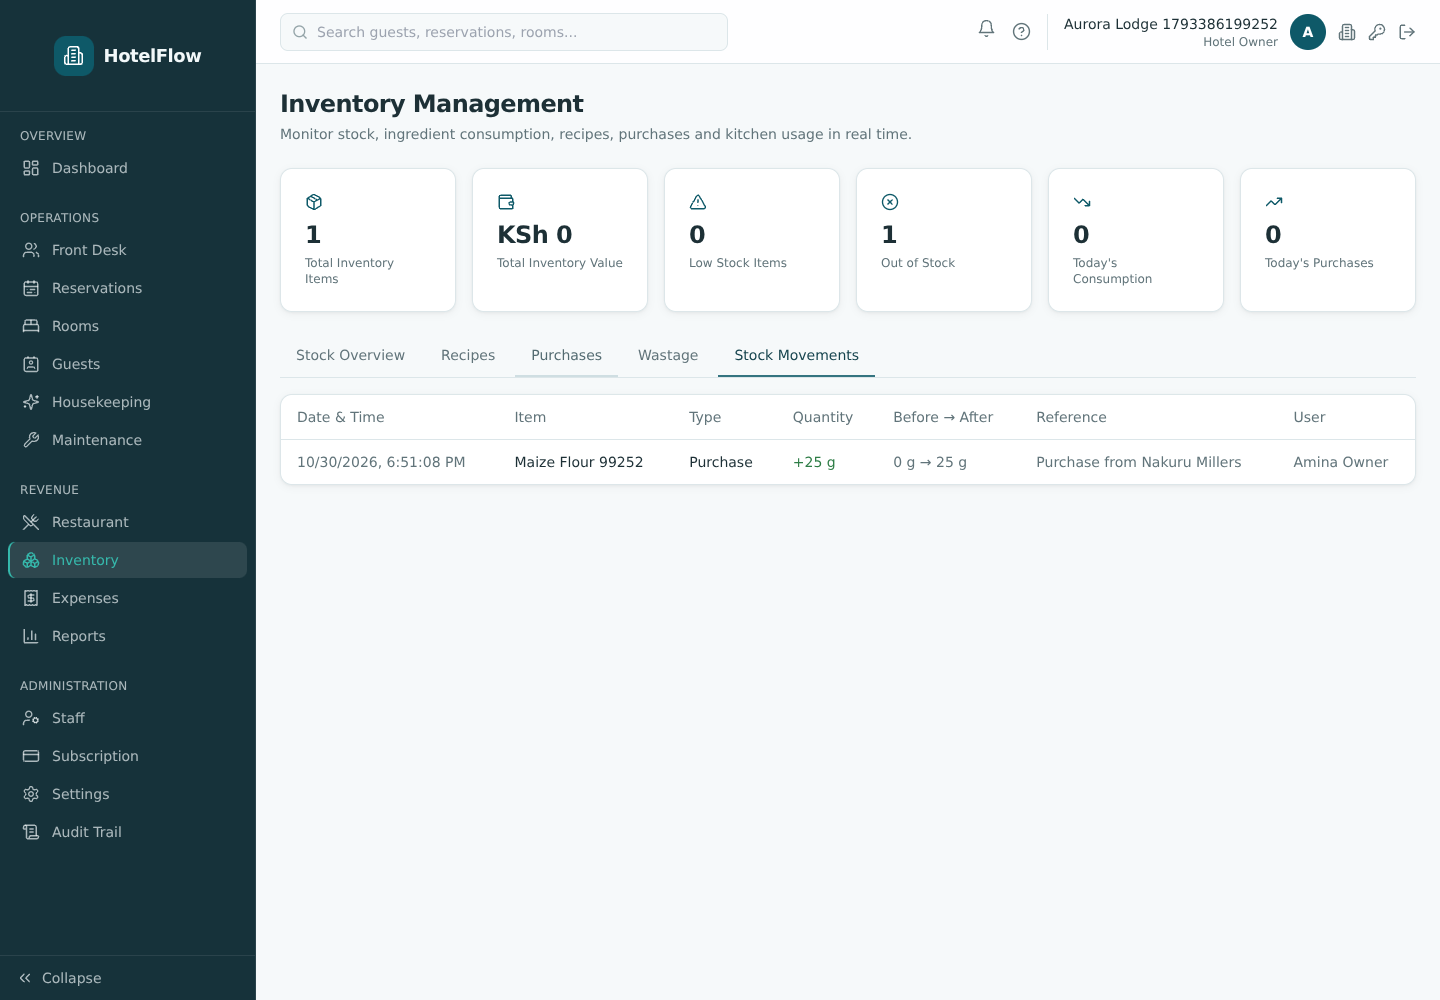 HotelFlow
OVERVIEW
Dashboard
OPERATIONS
Front Desk
Reservations
Rooms
Guests
Housekeeping
Maintenance
REVENUE
Restaurant
Inventory
Expenses
Reports
ADMINISTRATION
Staff
Subscription
Settings
Audit Trail
Collapse
Search guests, reservations, rooms...
Aurora Lodge 1793386199252
Hotel Owner
A
Inventory Management
Monitor stock, ingredient consumption, recipes, purchases and kitchen usage in real time.
1
Total Inventory
Items
KSh 0
Total Inventory Value
0
Low Stock Items
1
Out of Stock
0
Today's
Consumption
0
Today's Purchases
Stock Overview Recipes Purchases Wastage Stock Movements
Date & Time Item Type Quantity Before → After Reference User
10/30/2026, 6:51:08 PM Maize Flour 99252 Purchase +25 g 0 g → 25 g Purchase from Nakuru Millers Amina Owner